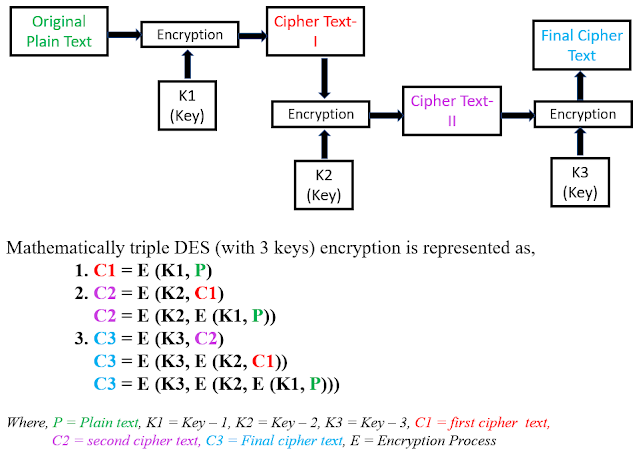 Original
Plain Text
Encryption
Cipher Text-
I
Final Cipher
Text
K1
(Key)
Encryption
Cipher Text-
II
Encryption
K2
(Key)
K3
(Key)
Mathematically triple DES (with 3 keys) encryption is represented as,
1. C1 = E (K1, P)
2. C2 = E (K2, C1)
C2 = E (K2, E (K1, P))
3. C3 = E (K3, C2)
C3 = E (K3, E (K2, C1))
C3 = E (K3, E (K2, E (K1, P)))
Where, P = Plain text, K1 = Key – 1, K2 = Key – 2, K3 = Key – 3, C1 = first cipher text,
C2 = second cipher text, C3 = Final cipher text, E = Encryption Process